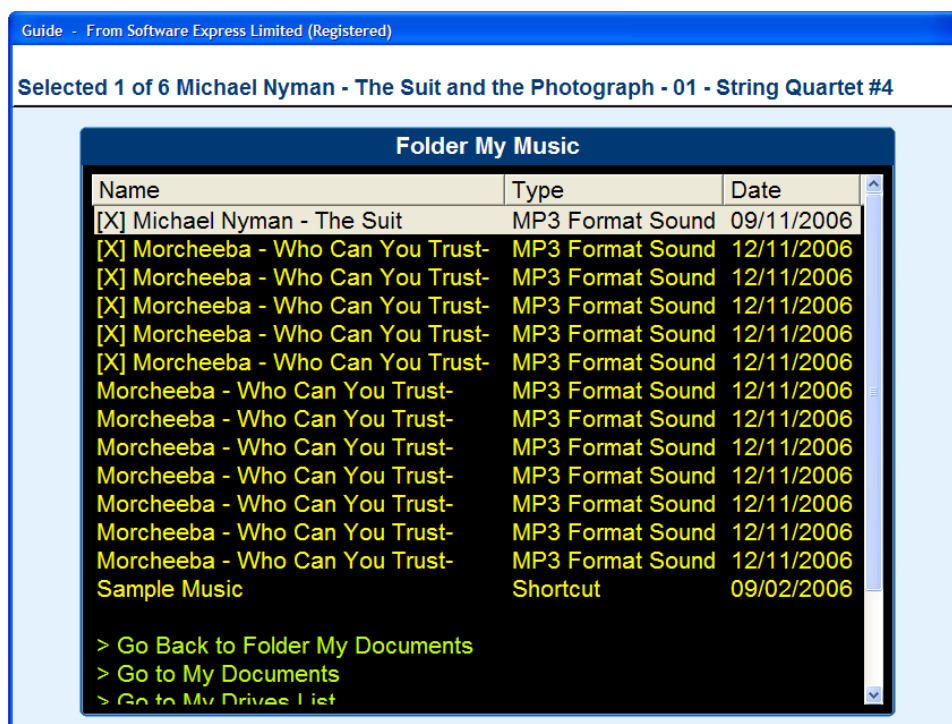 Guide - From Software Express Limited (Registered)
Selected 1 of 6 Michael Nyman - The Suit and the Photograph - 01 - String Quartet #4
Folder My Music
Name Type Date
[X] Michael Nyman - The Suit MP3 Format Sound 09/11/2006
[X] Morcheeba - Who Can You Trust- MP3 Format Sound 12/11/2006
[X] Morcheeba - Who Can You Trust- MP3 Format Sound 12/11/2006
[X] Morcheeba - Who Can You Trust- MP3 Format Sound 12/11/2006
[X] Morcheeba - Who Can You Trust- MP3 Format Sound 12/11/2006
[X] Morcheeba - Who Can You Trust- MP3 Format Sound 12/11/2006
Morcheeba - Who Can You Trust- MP3 Format Sound 12/11/2006
Morcheeba - Who Can You Trust- MP3 Format Sound 12/11/2006
Morcheeba - Who Can You Trust- MP3 Format Sound 12/11/2006
Morcheeba - Who Can You Trust- MP3 Format Sound 12/11/2006
Morcheeba - Who Can You Trust- MP3 Format Sound 12/11/2006
Morcheeba - Who Can You Trust- MP3 Format Sound 12/11/2006
Morcheeba - Who Can You Trust- MP3 Format Sound 12/11/2006
Sample Music Shortcut 09/02/2006
> Go Back to Folder My Documents
> Go to My Documents
> Go to My Drives List